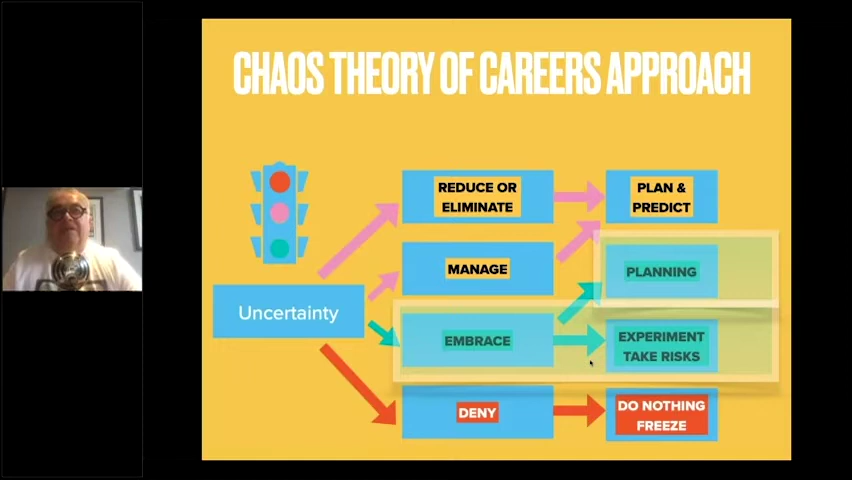 CHAOS THEORY OF CAREERS APPROACH
REDUCE OR
ELIMINATE
PLAN &
PREDICT
MANAGE
PLANNING
Uncertainty
EMBRACE
EXPERIMENT
TAKE RISKS
DENY
DO NOTHING
FREEZE